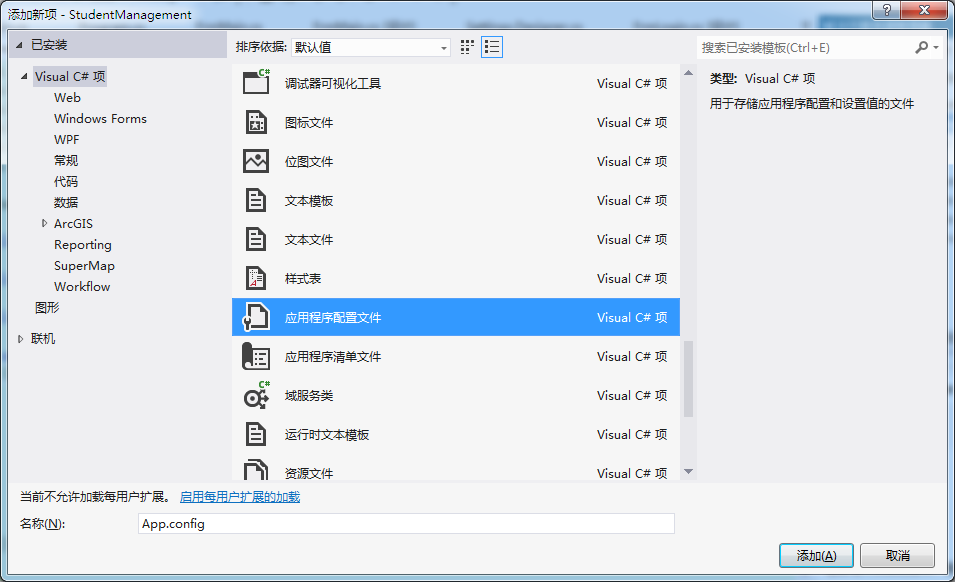 添加新项 - StudentManagement
已安装
排序依据: 默认值
搜索已安装模板(Ctrl+E)
Visual C# 项
Web
Windows Forms
WPF
常规
代码
数据
ArcGIS
Reporting
SuperMap
Workflow
图形
联机
C#
调试器可视化工具 Visual C# 项
图标文件 Visual C# 项
位图文件 Visual C# 项
文本模板 Visual C# 项
文本文件 Visual C# 项
样式表 Visual C# 项
应用程序配置文件 Visual C# 项
应用程序清单文件 Visual C# 项
C#
域服务类 Visual C# 项
运行时文本模板 Visual C# 项
资源文件 Visual C# 项
类型: Visual C# 项
用于存储应用程序配置和设置值的文件
当前不允许加载每用户扩展。 启用每用户扩展的加载
名称(N): App.config
添加(A) 取消